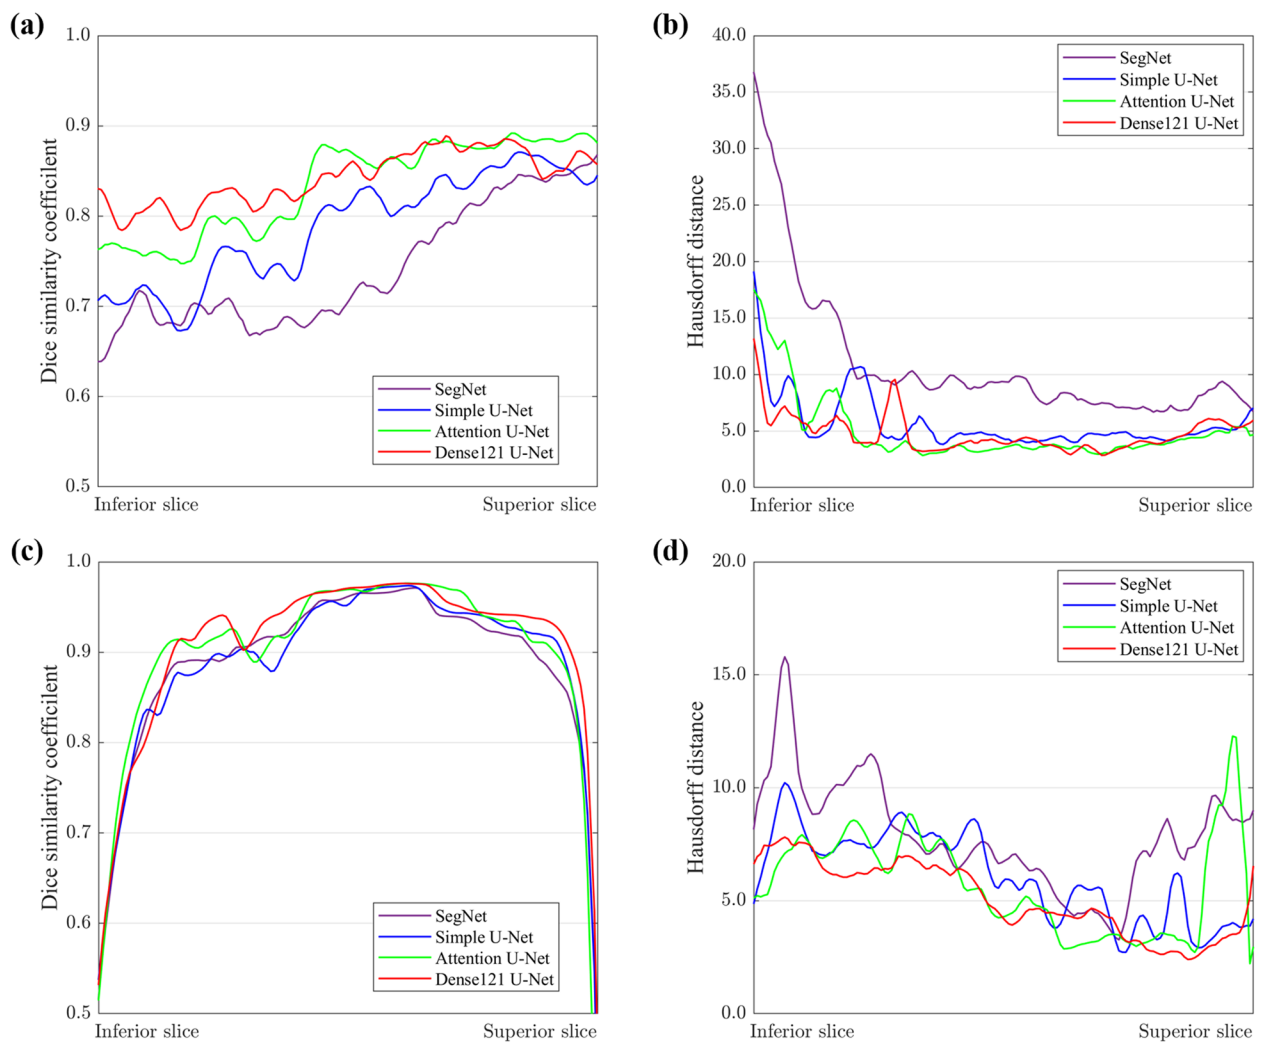 (a)
Dice similarity coefficilent
1.0
0.9
0.8
0.7
0.6
0.5
SegNet
Simple U-Net
Attention U-Net
Dense121 U-Net
Inferior slice
Superior slice
(b)
Hausdorff distance
40.0
35.0
30.0
25.0
20.0
15.0
10.0
5.0
0.0
SegNet
Simple U-Net
Attention U-Net
Dense121 U-Net
Inferior slice
Superior slice
(c)
Dice similarity coefficilent
1.0
0.9
0.8
0.7
0.6
0.5
SegNet
Simple U-Net
Attention U-Net
Dense121 U-Net
Inferior slice
Superior slice
(d)
Hausdorff distance
20.0
15.0
10.0
5.0
0.0
SegNet
Simple U-Net
Attention U-Net
Dense121 U-Net
Inferior slice
Superior slice